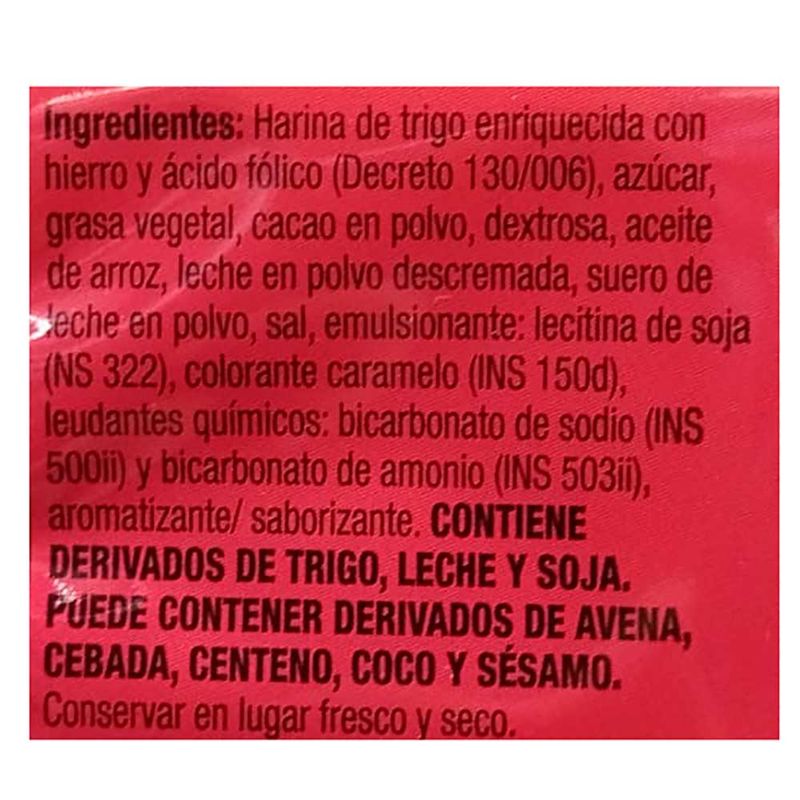 Ingredientes: Harina de trigo enriquecida con
hierro y ácido fólico (Decreto 130/006), azúcar,
grasa vegetal, cacao en polvo, dextrosa, aceite
de arroz, leche en polvo descremada, suero de
leche en polvo, sal, emulsionante: lecitina de soja
(NS 322), colorante caramelo (INS 150d),
leudantes químicos: bicarbonato de sodio (INS
500ii) y bicarbonato de amonio (INS 503ii),
aromatizante/ saborizante. CONTIENE
DERIVADOS DE TRIGO, LECHE Y SOJA.
PUEDE CONTENER DERIVADOS DE AVENA,
CEBADA, CENTENO, COCO Y SÉSAMO.
Conservar en lugar fresco y seco.